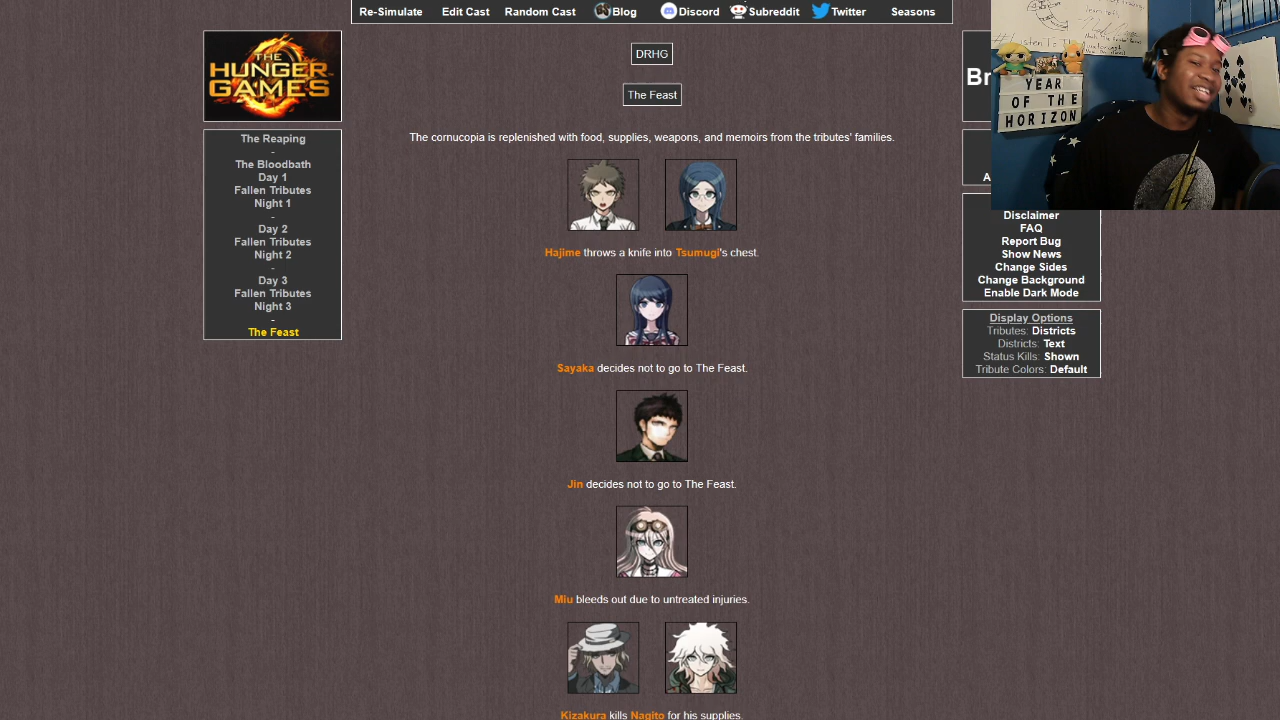 Re-Simulate Edit Cast Random Cast Blog Discord Subreddit Twitter Seasons
THE HUNGER GAMES
DRHG
The Feast
The Reaping
-
The Bloodbath
Day 1
Fallen Tributes
Night 1
-
Day 2
Fallen Tributes
Night 2
-
Day 3
Fallen Tributes
Night 3
-
The Feast
The cornucopia is replenished with food, supplies, weapons, and memoirs from the tributes' families.
Hajime throws a knife into Tsumugi's chest.
Sayaka decides not to go to The Feast.
Jin decides not to go to The Feast.
Miu bleeds out due to untreated injuries.
Kizakura kills Nagito for his supplies.
Br
YEAR
OF THE
HORIZON
A
Disclaimer
FAQ
Report Bug
Show News
Change Sides
Change Background
Enable Dark Mode
Display Options
Tributes: Districts
Districts: Text
Status Kills: Shown
Tribute Colors: Default